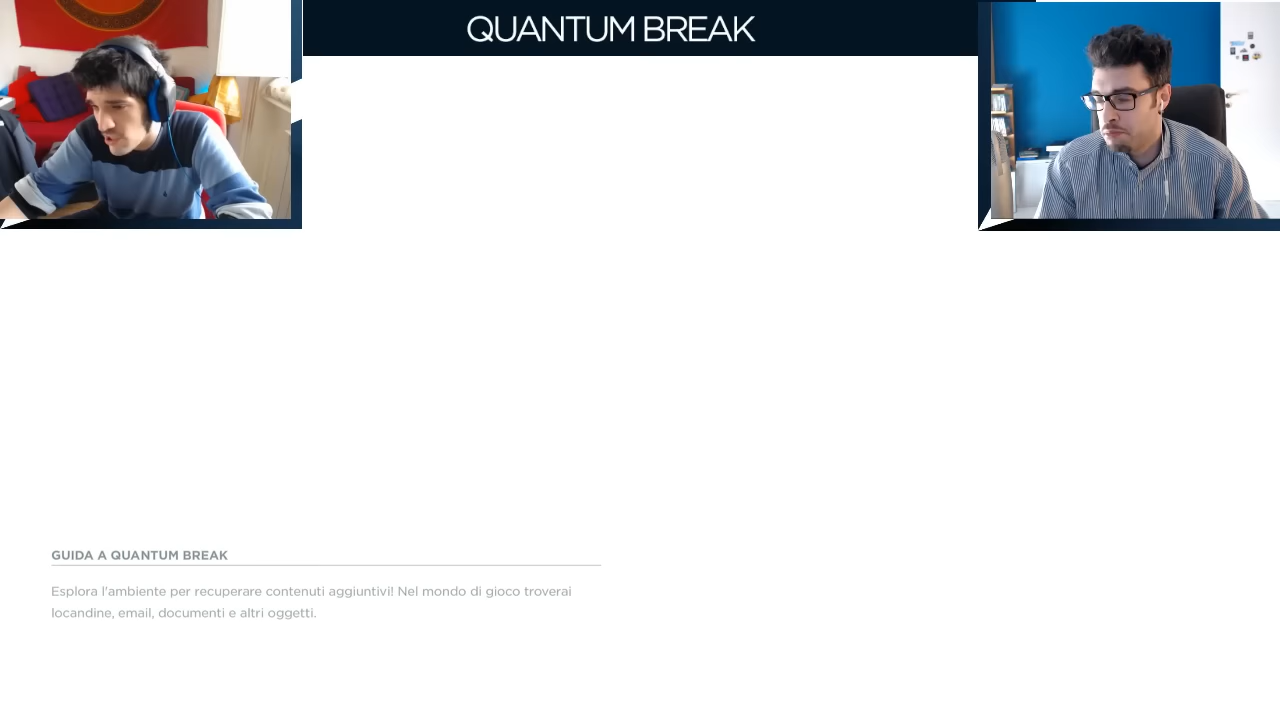 QUANTUM BREAK
GUIDA A QUANTUM BREAK
Esplora l'ambiente per recuperare contenuti aggiuntivi! Nel mondo di gioco troverai
locandine, email, documenti e altri oggetti.